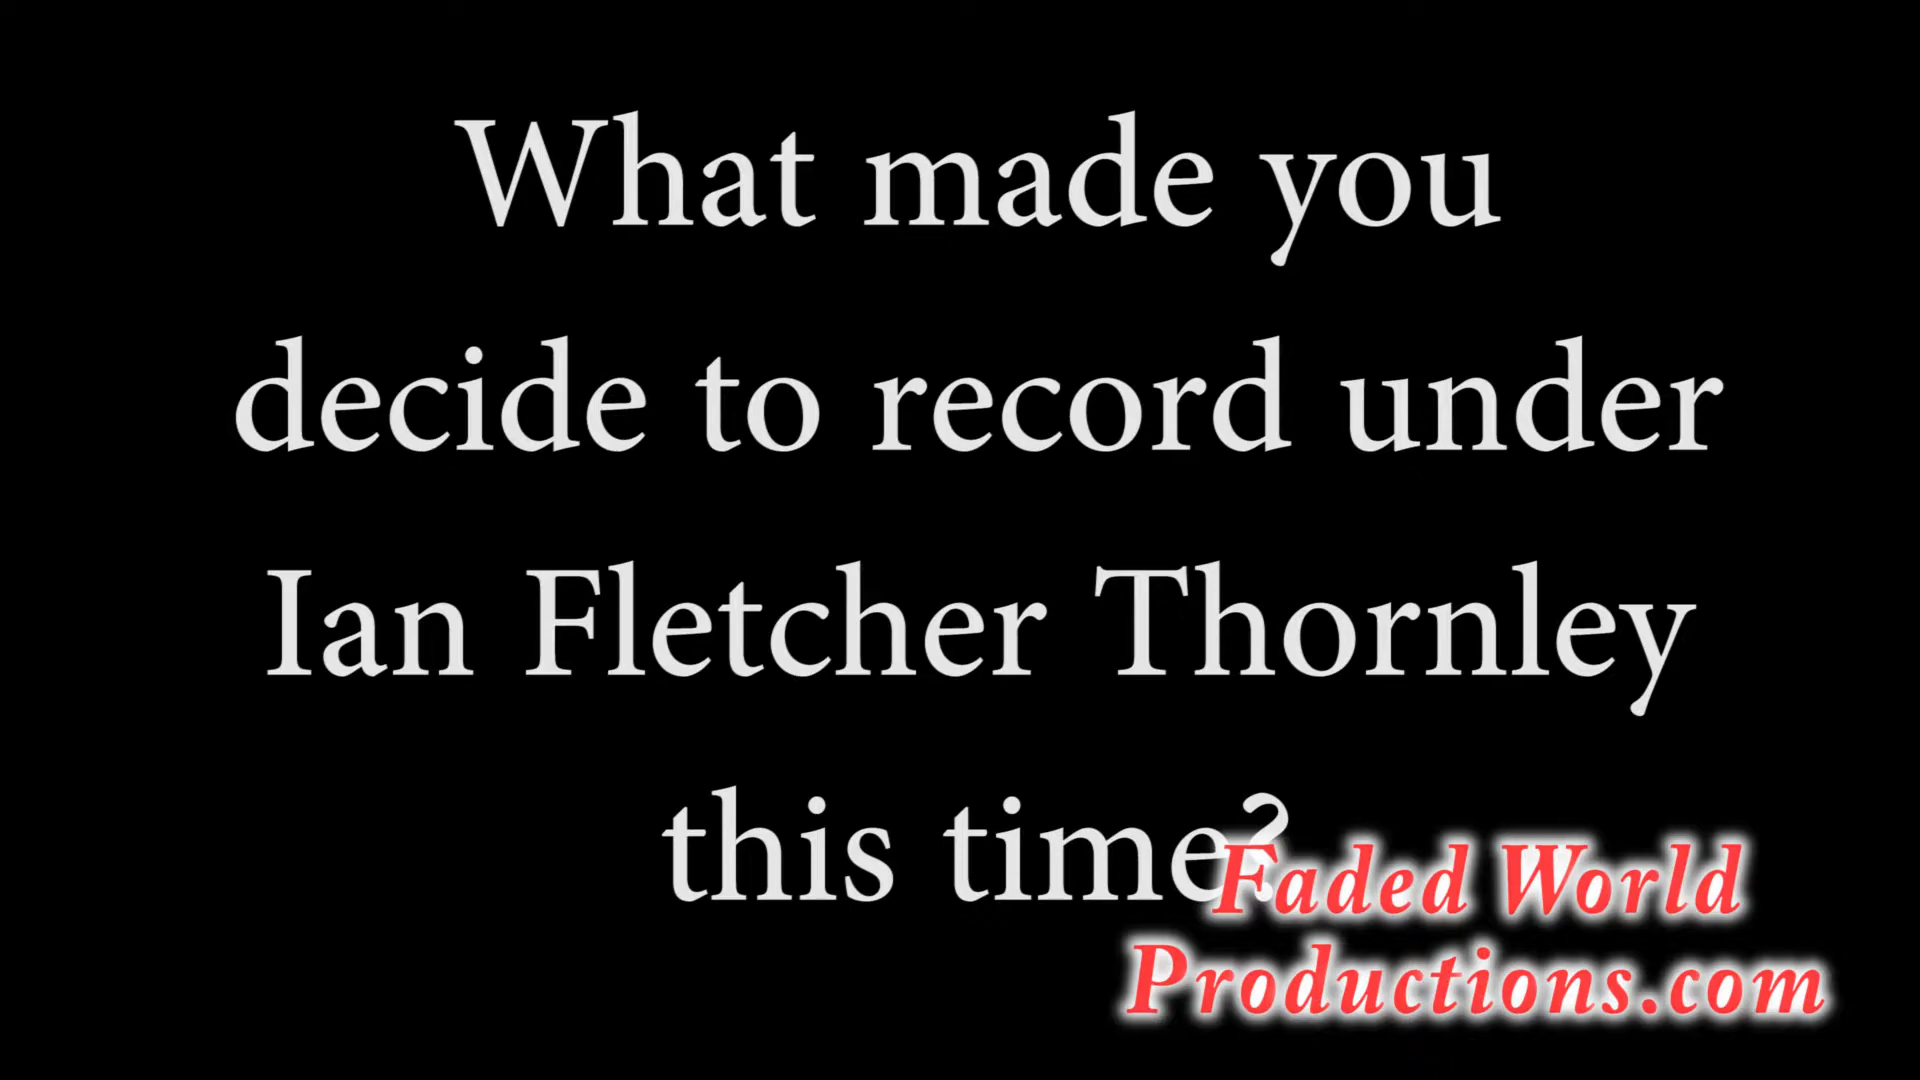 What made you
decide to record under
Ian Fletcher Thornley
this time?
Faded World
Productions.com